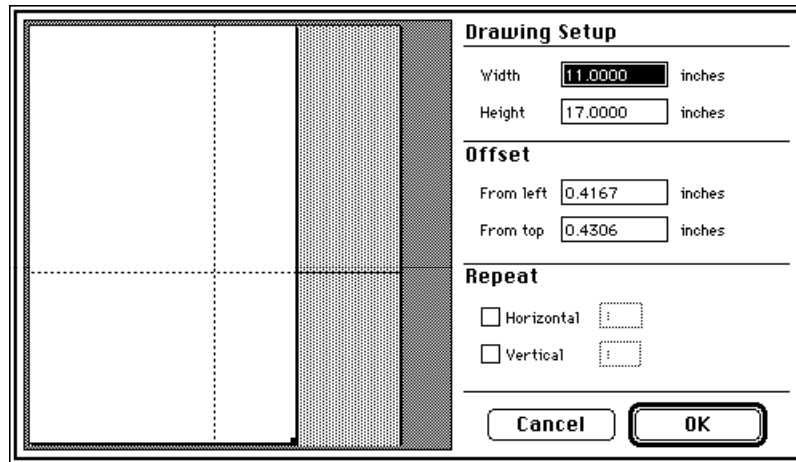 Drawing Setup
Width 11.0000 inches
Height 17.0000 inches
Offset
From left 0.4167 inches
From top 0.4306 inches
Repeat
Horizontal
Vertical
Cancel OK